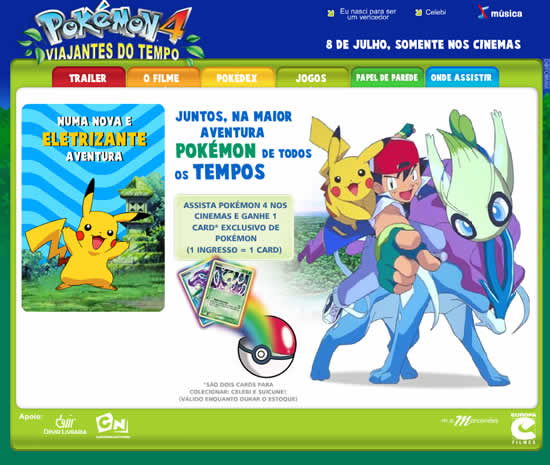 POKÉMON 4
VIAJANTES DO TEMPO
Eu nasci para ser
um vencedor
Celebi
música
8 DE JULHO, SOMENTE NOS CINEMAS
TRAILER
O FILME
POKÉDEX
JOGOS
PAPEL DE PAREDE
ONDE ASSISTIR
NUMA NOVA E
ELETRIZANTE
AVENTURA
JUNTOS, NA MAIOR
AVENTURA
POKÉMON DE TODOS
OS TEMPOS
ASSISTA POKÉMON 4 NOS
CINEMAS E GANHE 1
CARD* EXCLUSIVO DE
POKÉMON
(1 INGRESSO = 1 CARD)
*SÃO DOIS CARDS PARA
COLECIONAR: CELEBI E SUICUNE!
(VÁLIDO ENQUANTO DURAR O ESTOQUE)
Apoio:
Devir
DEVIR LIVRARIA
CN
CARTOON NETWORK
m.a.Marcondes
EUROPA
FILMES